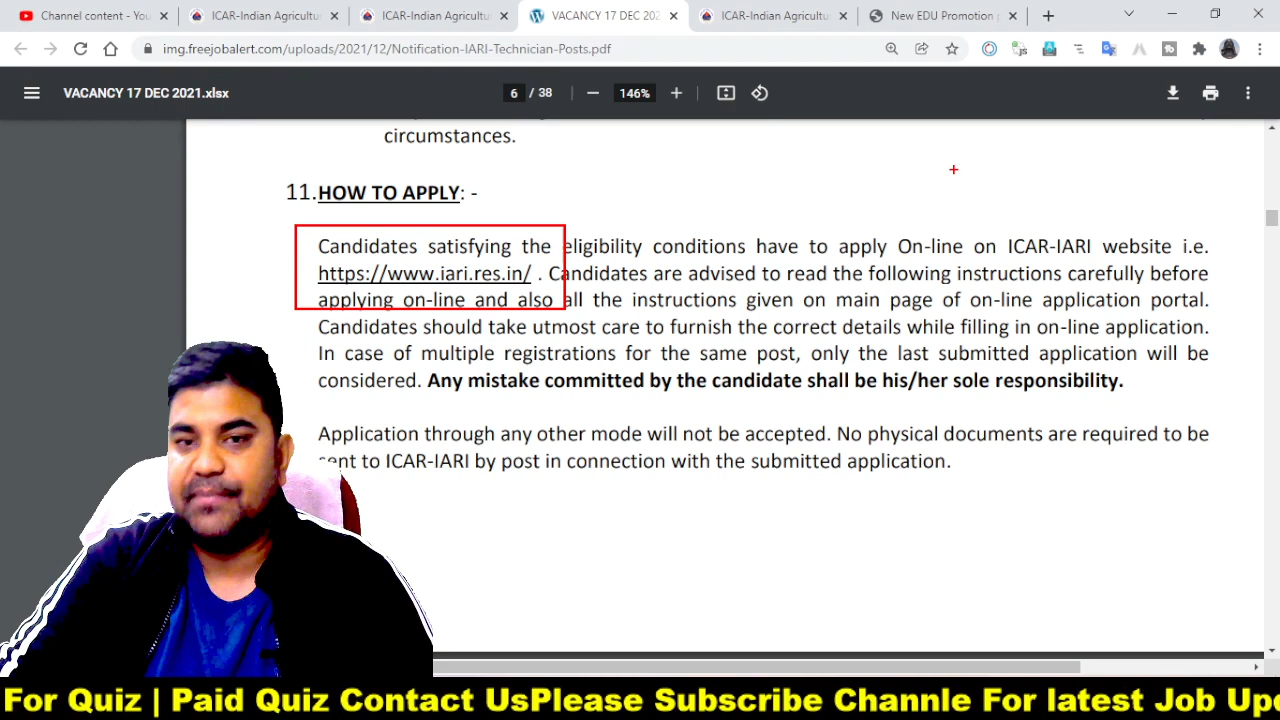 Channel content - You
ICAR-Indian Agricultur
ICAR-Indian Agricultur
VACANCY 17 DEC 202
ICAR-Indian Agricultur
New EDU Promotion p
img.freejobalert.com/uploads/2021/12/Notification-IARI-Technician-Posts.pdf
VACANCY 17 DEC 2021.xlsx
6 / 38
146%
circumstances.
11. HOW TO APPLY: -
Candidates satisfying the eligibility conditions have to apply On-line on ICAR-IARI website i.e.
https://www.iari.res.in/ . Candidates are advised to read the following instructions carefully before
applying on-line and also all the instructions given on main page of on-line application portal.
Candidates should take utmost care to furnish the correct details while filling in on-line application.
In case of multiple registrations for the same post, only the last submitted application will be
considered. Any mistake committed by the candidate shall be his/her sole responsibility.
Application through any other mode will not be accepted. No physical documents are required to be
sent to ICAR-IARI by post in connection with the submitted application.
For Quiz | Paid Quiz Contact UsPlease Subscribe Channle For latest Job Upd